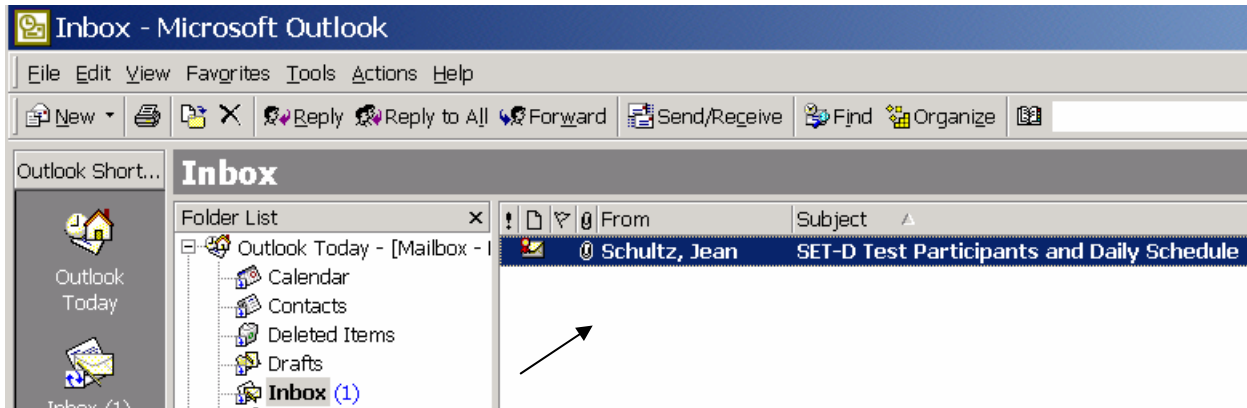 Inbox - Microsoft Outlook
File Edit View Favorites Tools Actions Help
New Reply Reply to All Forward Send/Receive Find Organize
Outlook Short... Inbox
Folder List x ! From Subject
Outlook Today - [Mailbox - 
Schultz, Jean SET-D Test Participants and Daily Schedule
Calendar
Outlook
Today
Contacts
Deleted Items
Drafts
Inbox (1)
Inbox (1)